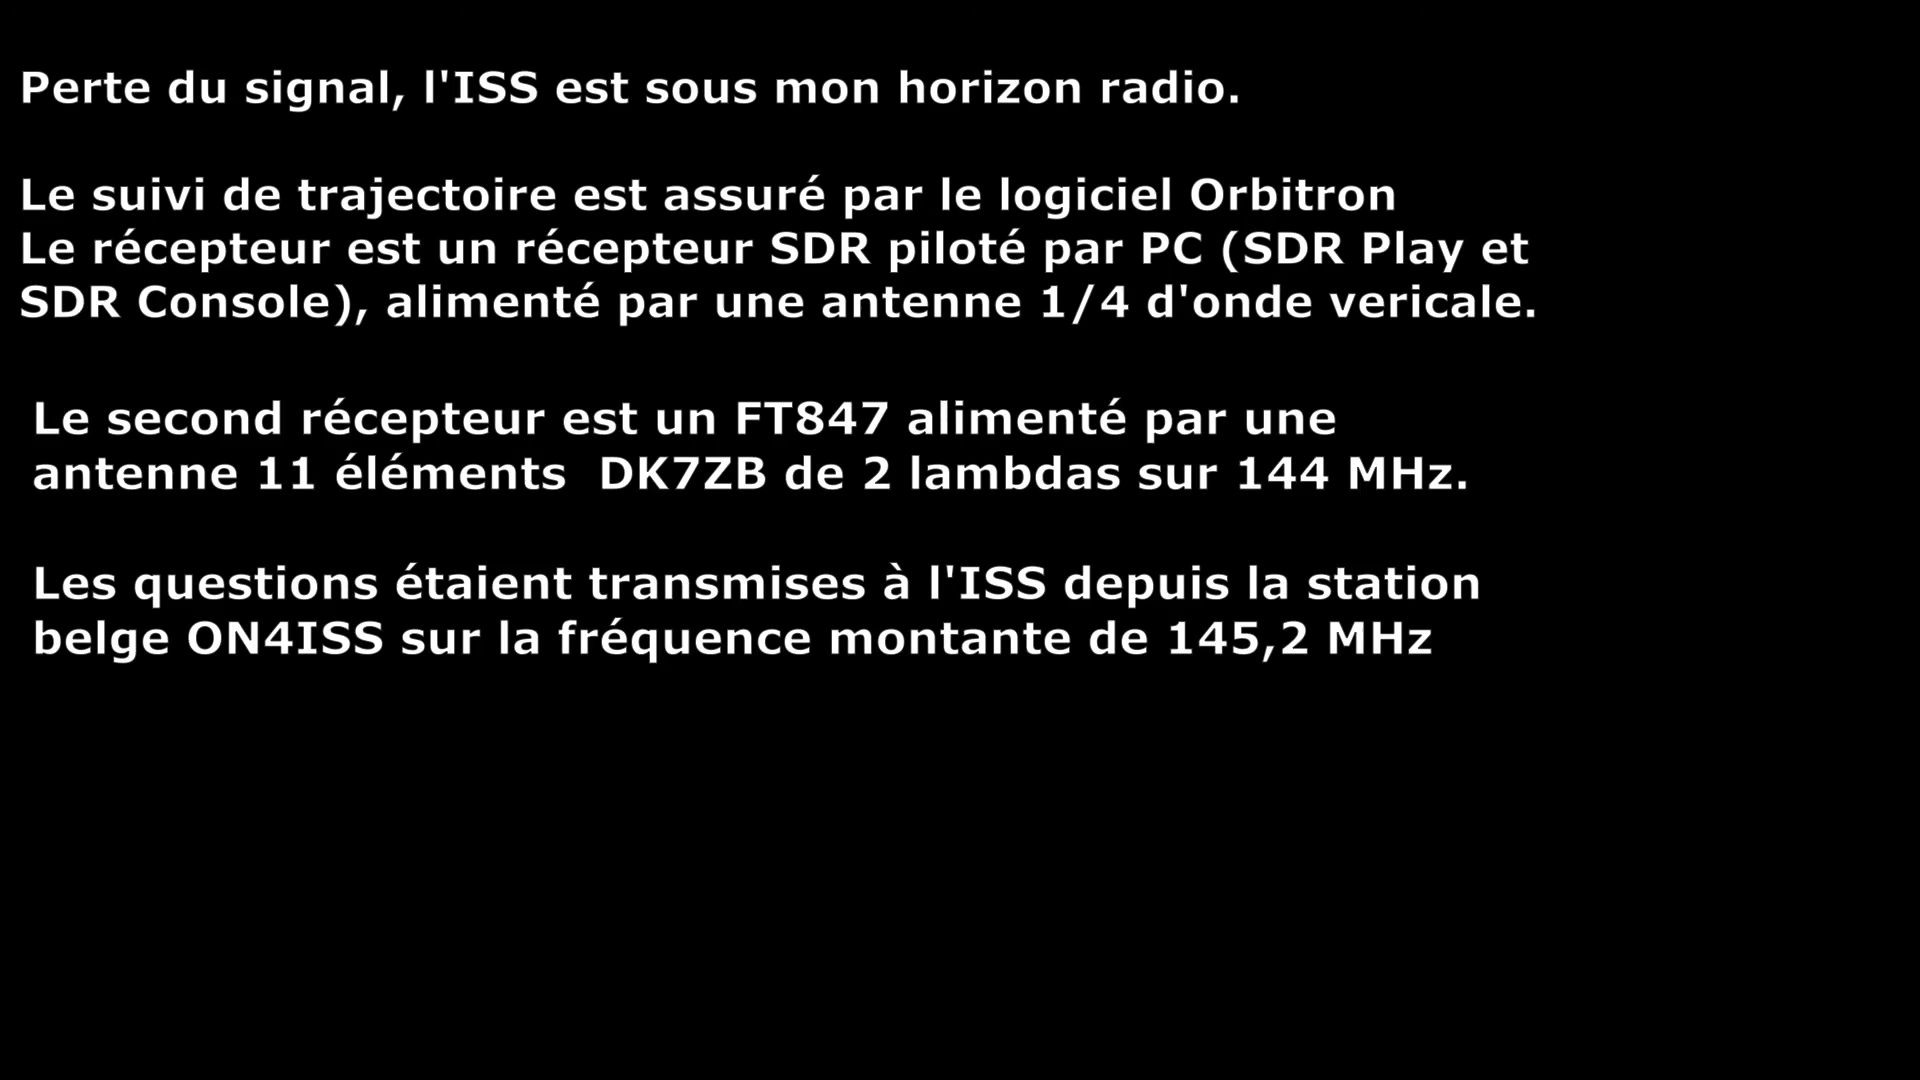 Perte du signal, l'ISS est sous mon horizon radio.
Le suivi de trajectoire est assuré par le logiciel Orbitron
Le récepteur est un récepteur SDR piloté par PC (SDR Play et
SDR Console), alimenté par une antenne 1/4 d'onde vericale.
Le second récepteur est un FT847 alimenté par une
antenne 11 éléments  DK7ZB de 2 lambdas sur 144 MHz.
Les questions étaient transmises à l'ISS depuis la station
belge ON4ISS sur la fréquence montante de 145,2 MHz